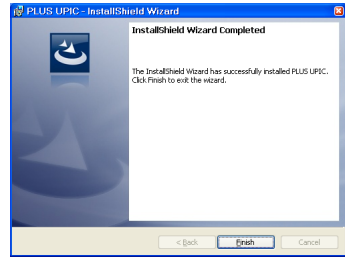 PLUS UPIC - InstallShield Wizard
InstallShield Wizard Completed
The InstallShield Wizard has successfully installed PLUS UPIC.
Click Finish to exit the wizard.
< Back Finish Cancel